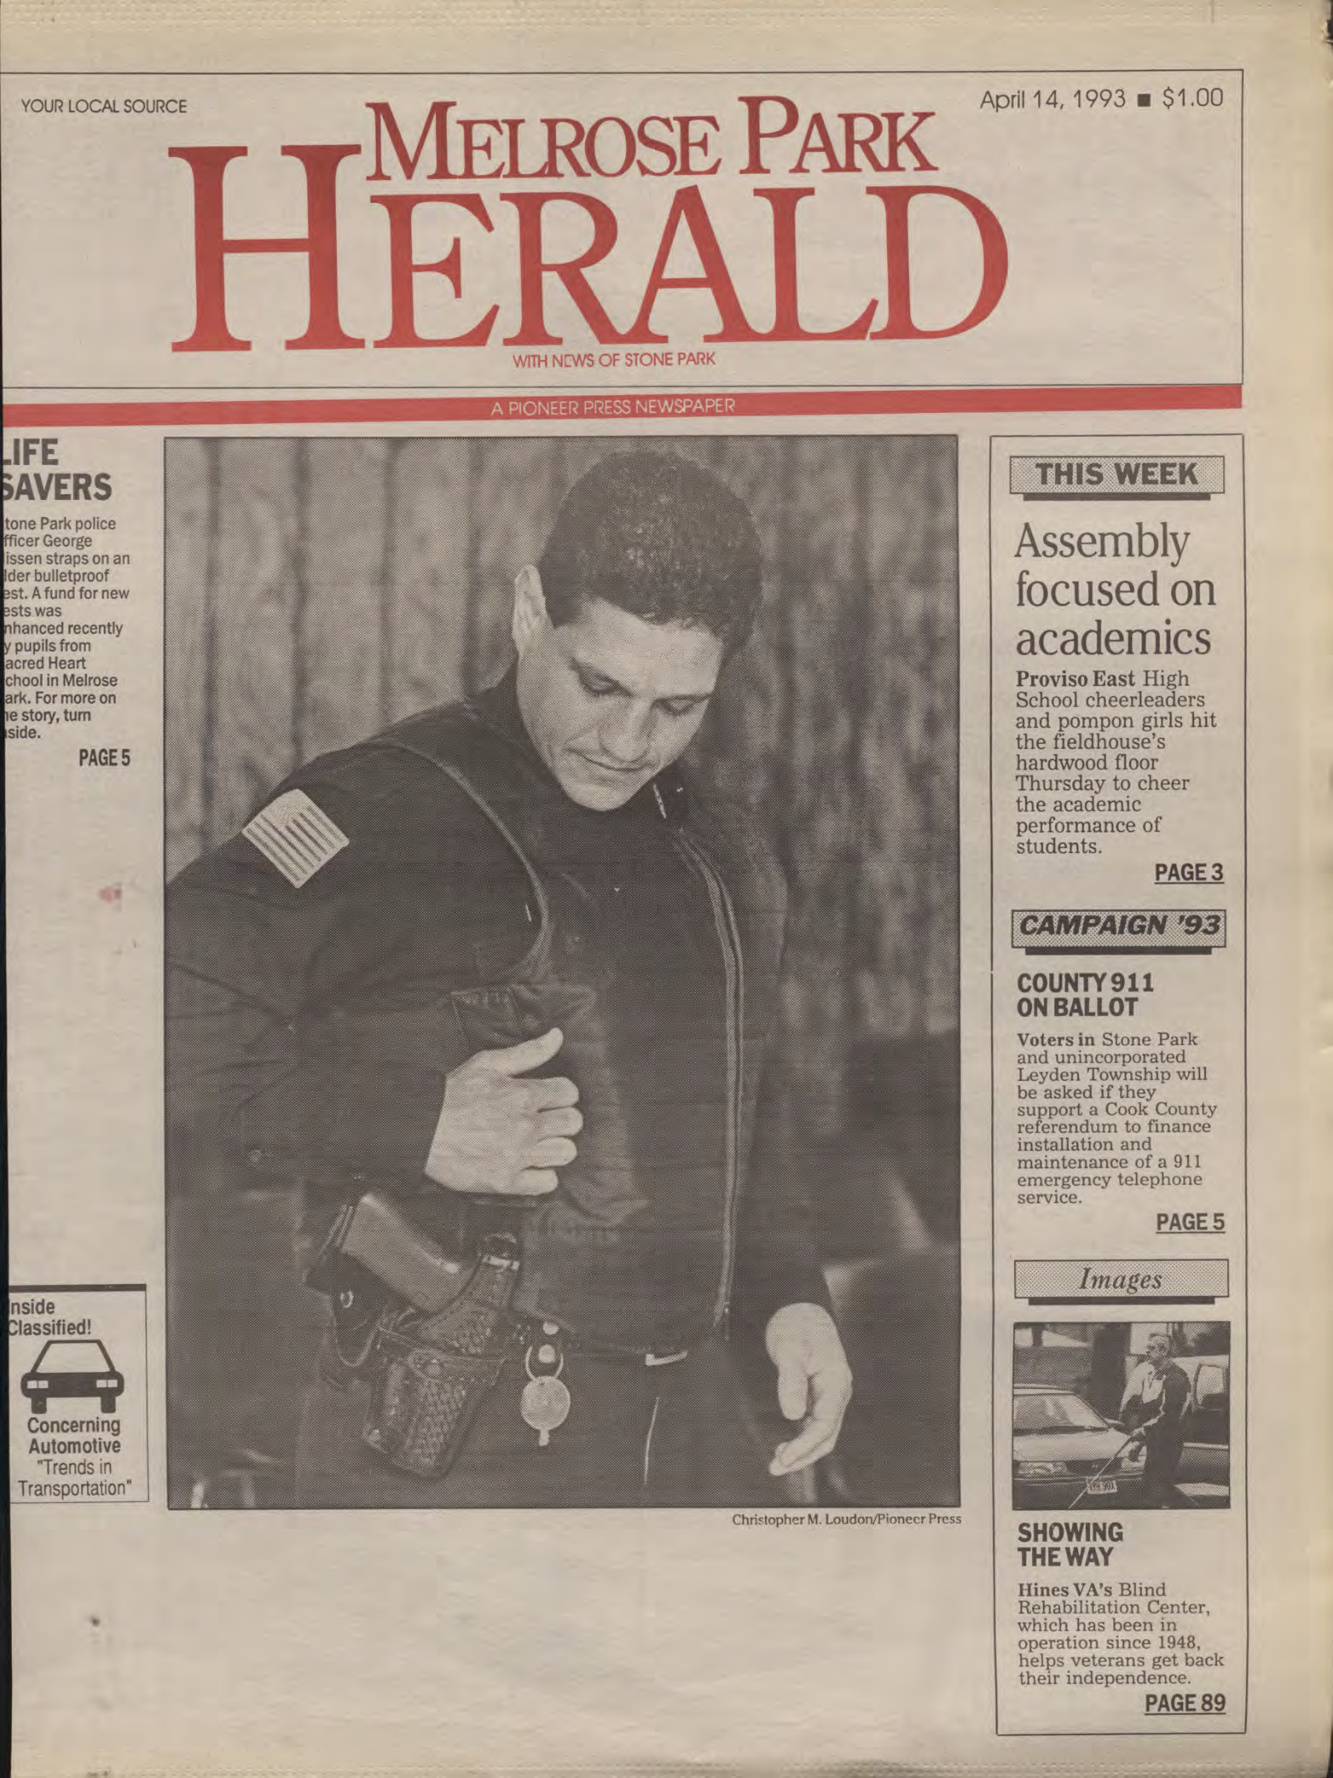 YOUR LOCAL SOURCE
April 14, 1993 ■ $1.00
MELROSE PARK
HERALD
WITH NEWS OF STONE PARK
A PIONEER PRESS NEWSPAPER
IFE
SAVERS
tone Park police
fficer George
issen straps on an
lder bulletproof
est. A fund for new
ests was
nhanced recently
y pupils from
acred Heart
chool in Melrose
ark. For more on
e story, turn
side.
PAGE 5
nside
Classified!
Concerning
Automotive
"Trends in
Transportation"
Christopher M. Loudon/Pioneer Press
THIS WEEK
Assembly
focused on
academics
Proviso East High
School cheerleaders
and pompon girls hit
the fieldhouse's
hardwood floor
Thursday to cheer
the academic
performance of
students.
PAGE 3
CAMPAIGN '93
COUNTY 911
ON BALLOT
Voters in Stone Park
and unincorporated
Leyden Township will
be asked if they
support a Cook County
referendum to finance
installation and
maintenance of a 911
emergency telephone
service.
PAGE 5
Images
SHOWING
THE WAY
Hines VA's Blind
Rehabilitation Center,
which has been in
operation since 1948,
helps veterans get back
their independence.
PAGE 89